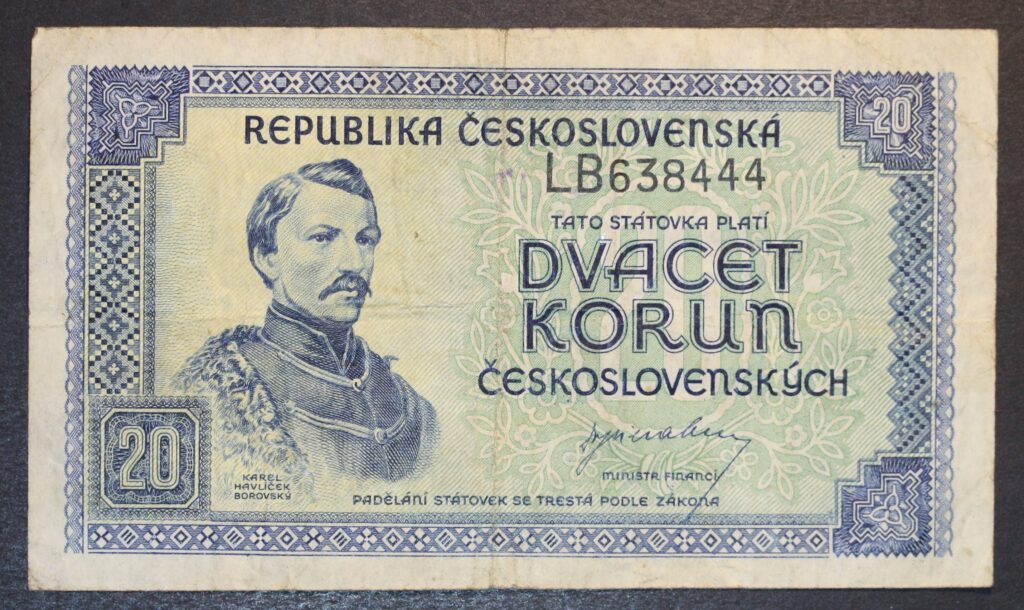 20
REPUBLIKA ČESKOSLOVENSKÁ
LB638444
TATO STÁTOVKA PLATÍ
DVACET
KORUN
ČESKOSLOVENSKÝCH
MINISTR FINANCÍ
20
KAREL
HAVLÍČEK
BOROVSKÝ
PADĚLÁNÍ STÁTOVEK SE TRESTÁ PODLE ZÁKONA